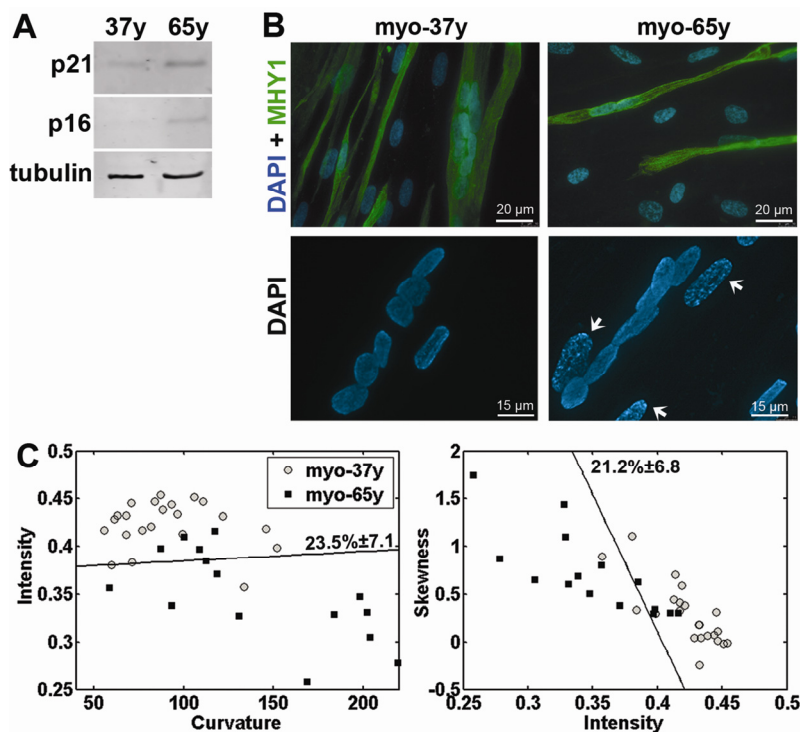 A
37y 65y
p21
p16
tubulin
B
myo-37y
myo-65y
DAPI + MHY1
20 µm
20 µm
DAPI
15 µm
15 µm
C
0.5
0.45
0.4
0.35
0.3
0.25
Intensity
50 100 150 200
Curvature
myo-37y
myo-65y
23.5%±7.1
2
1.5
1
0.5
0
-0.5
Skewness
0.25 0.3 0.35 0.4 0.45 0.5
Intensity
21.2%±6.8